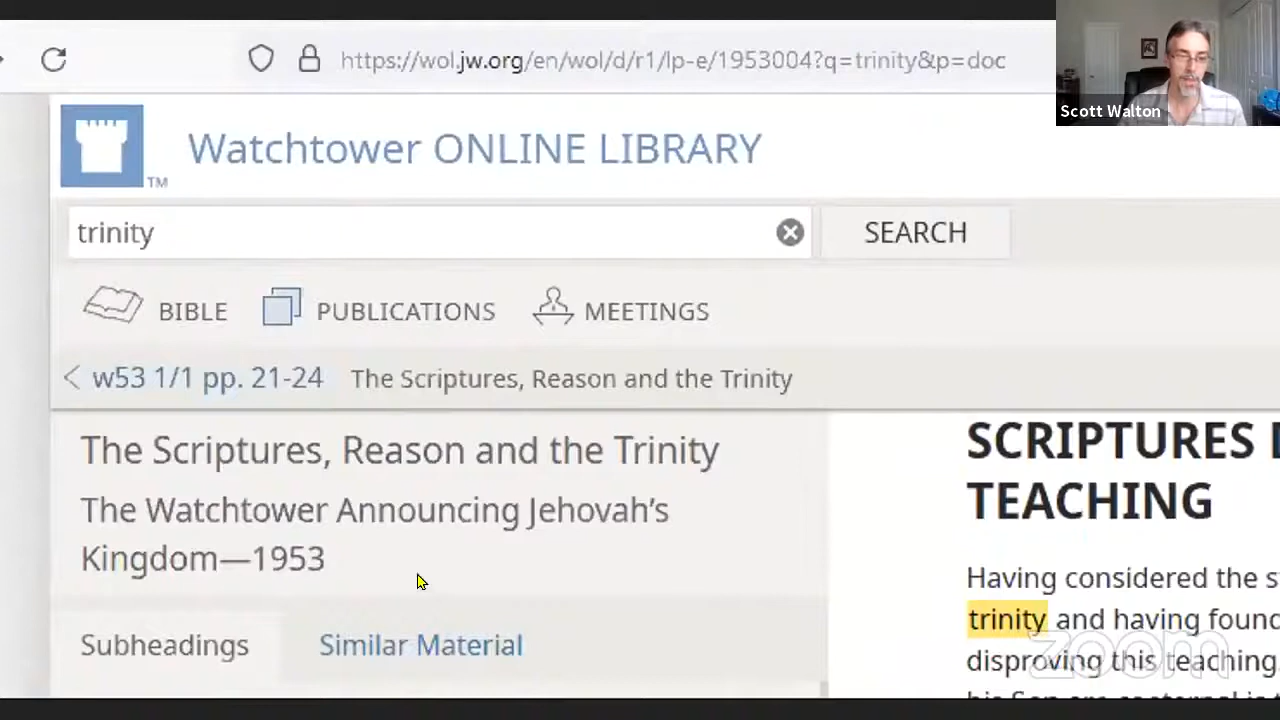 https://wol.jw.org/en/wol/d/r1/lp-e/1953004?q=trinity&p=doc
Scott Walton
Watchtower ONLINE LIBRARY
TM
trinity
SEARCH
BIBLE PUBLICATIONS MEETINGS
w53 1/1 pp. 21-24 The Scriptures, Reason and the Trinity
The Scriptures, Reason and the Trinity
The Watchtower Announcing Jehovah's
Kingdom—1953
Subheadings Similar Material
SCRIPTURES
TEACHING
Having considered the
trinity and having found
disproving this teaching.
zoom